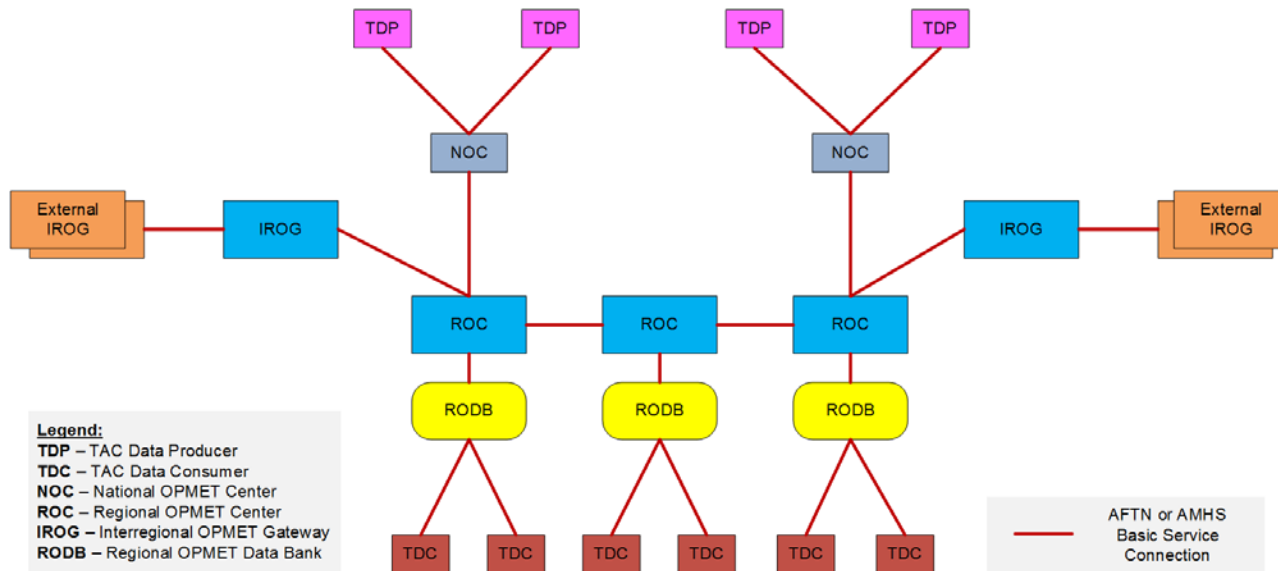 TDP
TDP
TDP
TDP
NOC
NOC
External
IROG
IROG
IROG
External
IROG
ROC
ROC
ROC
RODB
RODB
RODB
Legend:
TDP – TAC Data Producer
TDC – TAC Data Consumer
NOC – National OPMET Center
ROC – Regional OPMET Center
IROG – Interregional OPMET Gateway
RODB – Regional OPMET Data Bank
TDC
TDC
TDC
TDC
TDC
TDC
AFTN or AMHS
Basic Service
Connection